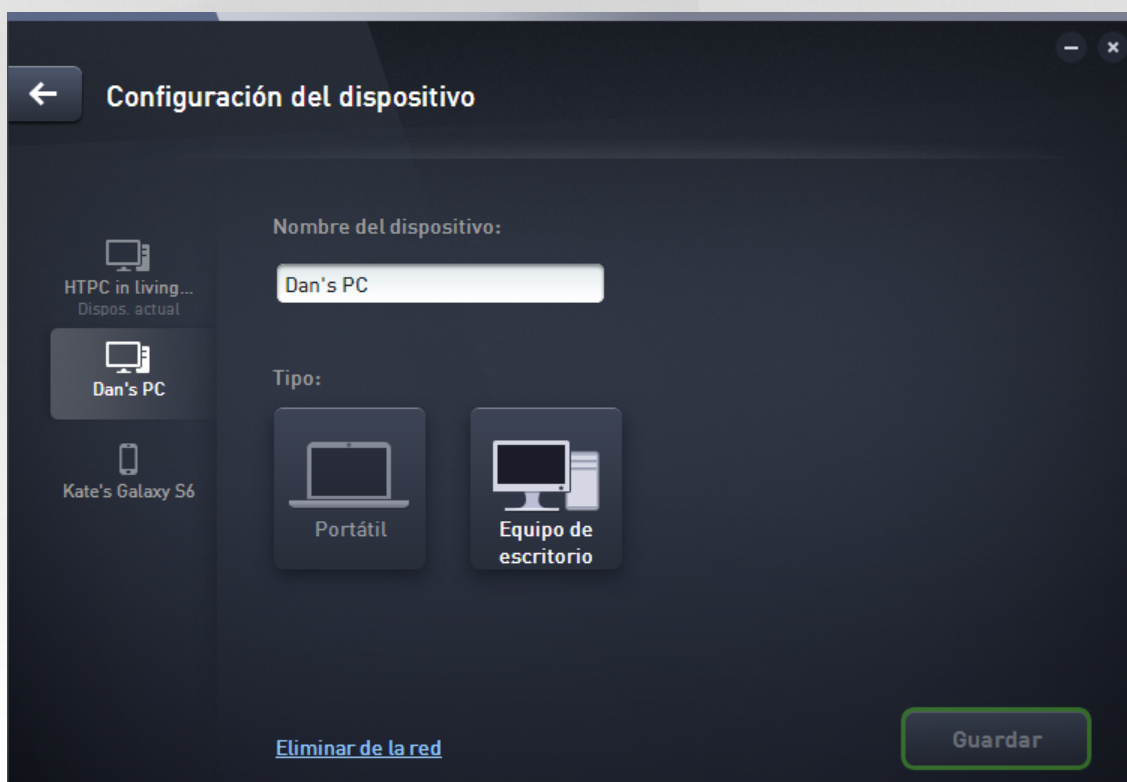 Configuración del dispositivo
Nombre del dispositivo:
HTPC in living...
Dispos. actual
Dan's PC
Dan's PC
Tipo:
Kate's Galaxy S6
Portátil
Equipo de
escritorio
Eliminar de la red
Guardar